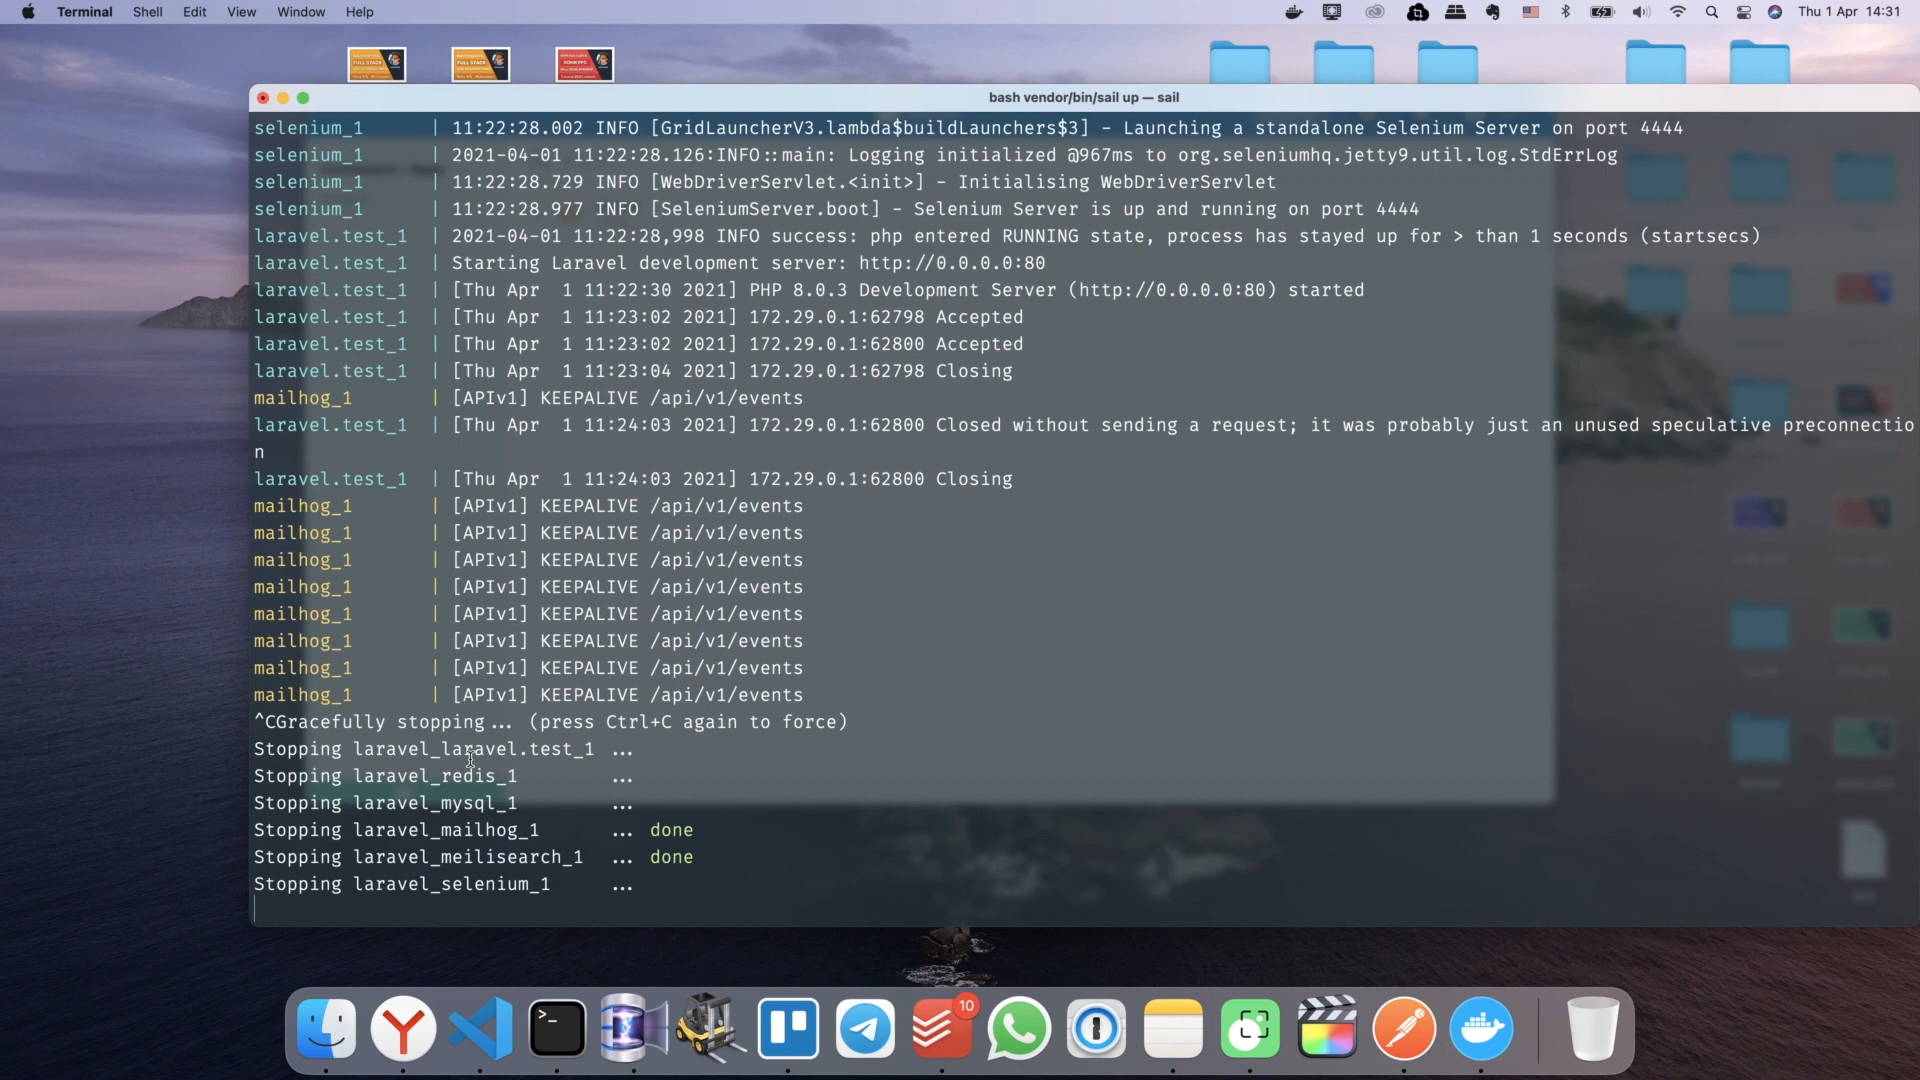 Terminal Shell Edit View Window Help Thu 1 Apr 14:31
FULL STACK FULL STACK КОНКУРС
bash vendor/bin/sail up — sail
selenium_1 | 11:22:28.002 INFO [GridLauncherV3.lambda$buildLaunchers$3] - Launching a standalone Selenium Server on port 4444
selenium_1 | 2021-04-01 11:22:28.126:INFO::main: Logging initialized @967ms to org.seleniumhq.jetty9.util.log.StdErrLog
selenium_1 | 11:22:28.729 INFO [WebDriverServlet.<init>] - Initialising WebDriverServlet
selenium_1 | 11:22:28.977 INFO [SeleniumServer.boot] - Selenium Server is up and running on port 4444
laravel.test_1 | 2021-04-01 11:22:28,998 INFO success: php entered RUNNING state, process has stayed up for > than 1 seconds (startsecs)
laravel.test_1 | Starting Laravel development server: http://0.0.0.0:80
laravel.test_1 | [Thu Apr  1 11:22:30 2021] PHP 8.0.3 Development Server (http://0.0.0.0:80) started
laravel.test_1 | [Thu Apr  1 11:23:02 2021] 172.29.0.1:62798 Accepted
laravel.test_1 | [Thu Apr  1 11:23:02 2021] 172.29.0.1:62800 Accepted
laravel.test_1 | [Thu Apr  1 11:23:04 2021] 172.29.0.1:62798 Closing
mailhog_1 | [APIv1] KEEPALIVE /api/v1/events
laravel.test_1 | [Thu Apr  1 11:24:03 2021] 172.29.0.1:62800 Closed without sending a request; it was probably just an unused speculative preconnectio
n
laravel.test_1 | [Thu Apr  1 11:24:03 2021] 172.29.0.1:62800 Closing
mailhog_1 | [APIv1] KEEPALIVE /api/v1/events
mailhog_1 | [APIv1] KEEPALIVE /api/v1/events
mailhog_1 | [APIv1] KEEPALIVE /api/v1/events
mailhog_1 | [APIv1] KEEPALIVE /api/v1/events
mailhog_1 | [APIv1] KEEPALIVE /api/v1/events
mailhog_1 | [APIv1] KEEPALIVE /api/v1/events
mailhog_1 | [APIv1] KEEPALIVE /api/v1/events
mailhog_1 | [APIv1] KEEPALIVE /api/v1/events
^CGracefully stopping... (press Ctrl+C again to force)
Stopping laravel_laravel.test_1 ...
Stopping laravel_redis_1 ...
Stopping laravel_mysql_1 ...
Stopping laravel_mailhog_1 ... done
Stopping laravel_meilisearch_1 ... done
Stopping laravel_selenium_1 ...
10